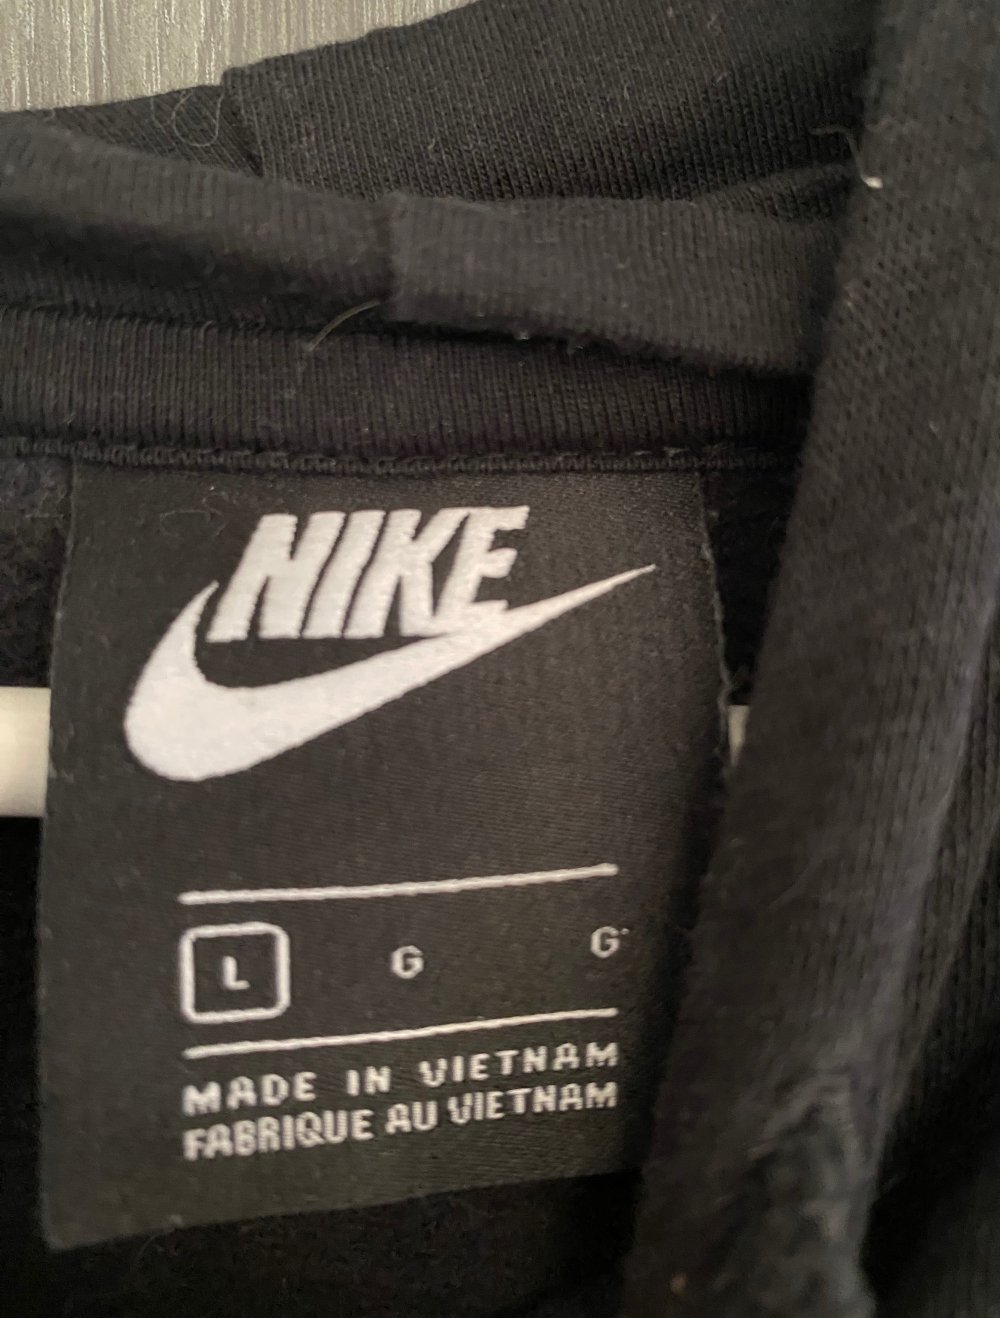 NIKE
L G G
MADE IN VIETNAM
FABRIQUE AU VIETNAM